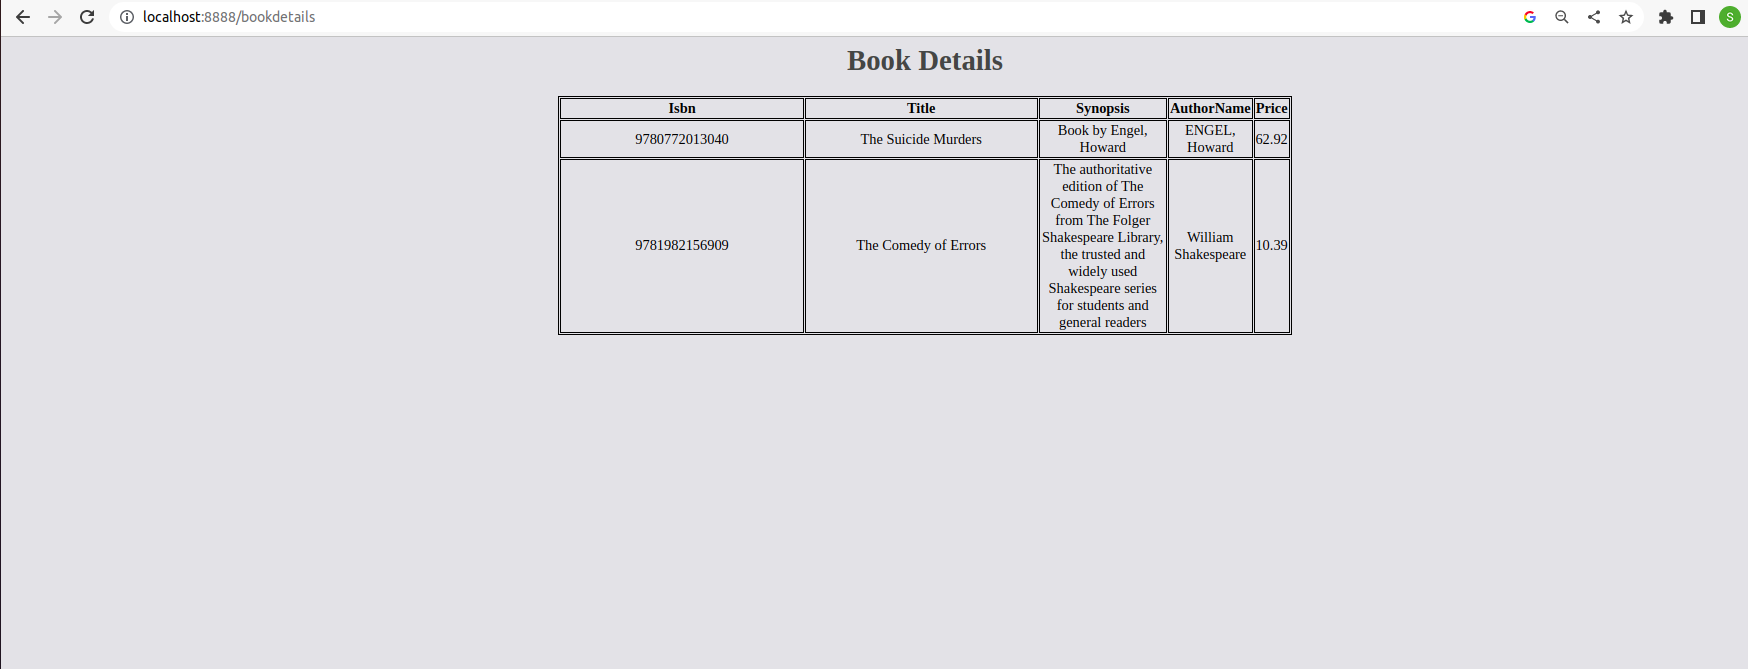 localhost:8888/bookdetails
S
Book Details
Isbn Title Synopsis AuthorName Price
9780772013040 The Suicide Murders Book by Engel, Howard ENGEL, Howard 62.92
9781982156909 The Comedy of Errors
The authoritative
edition of The
Comedy of Errors
from The Folger
Shakespeare Library,
the trusted and
widely used
Shakespeare series
for students and
general readers
William
Shakespeare
10.39